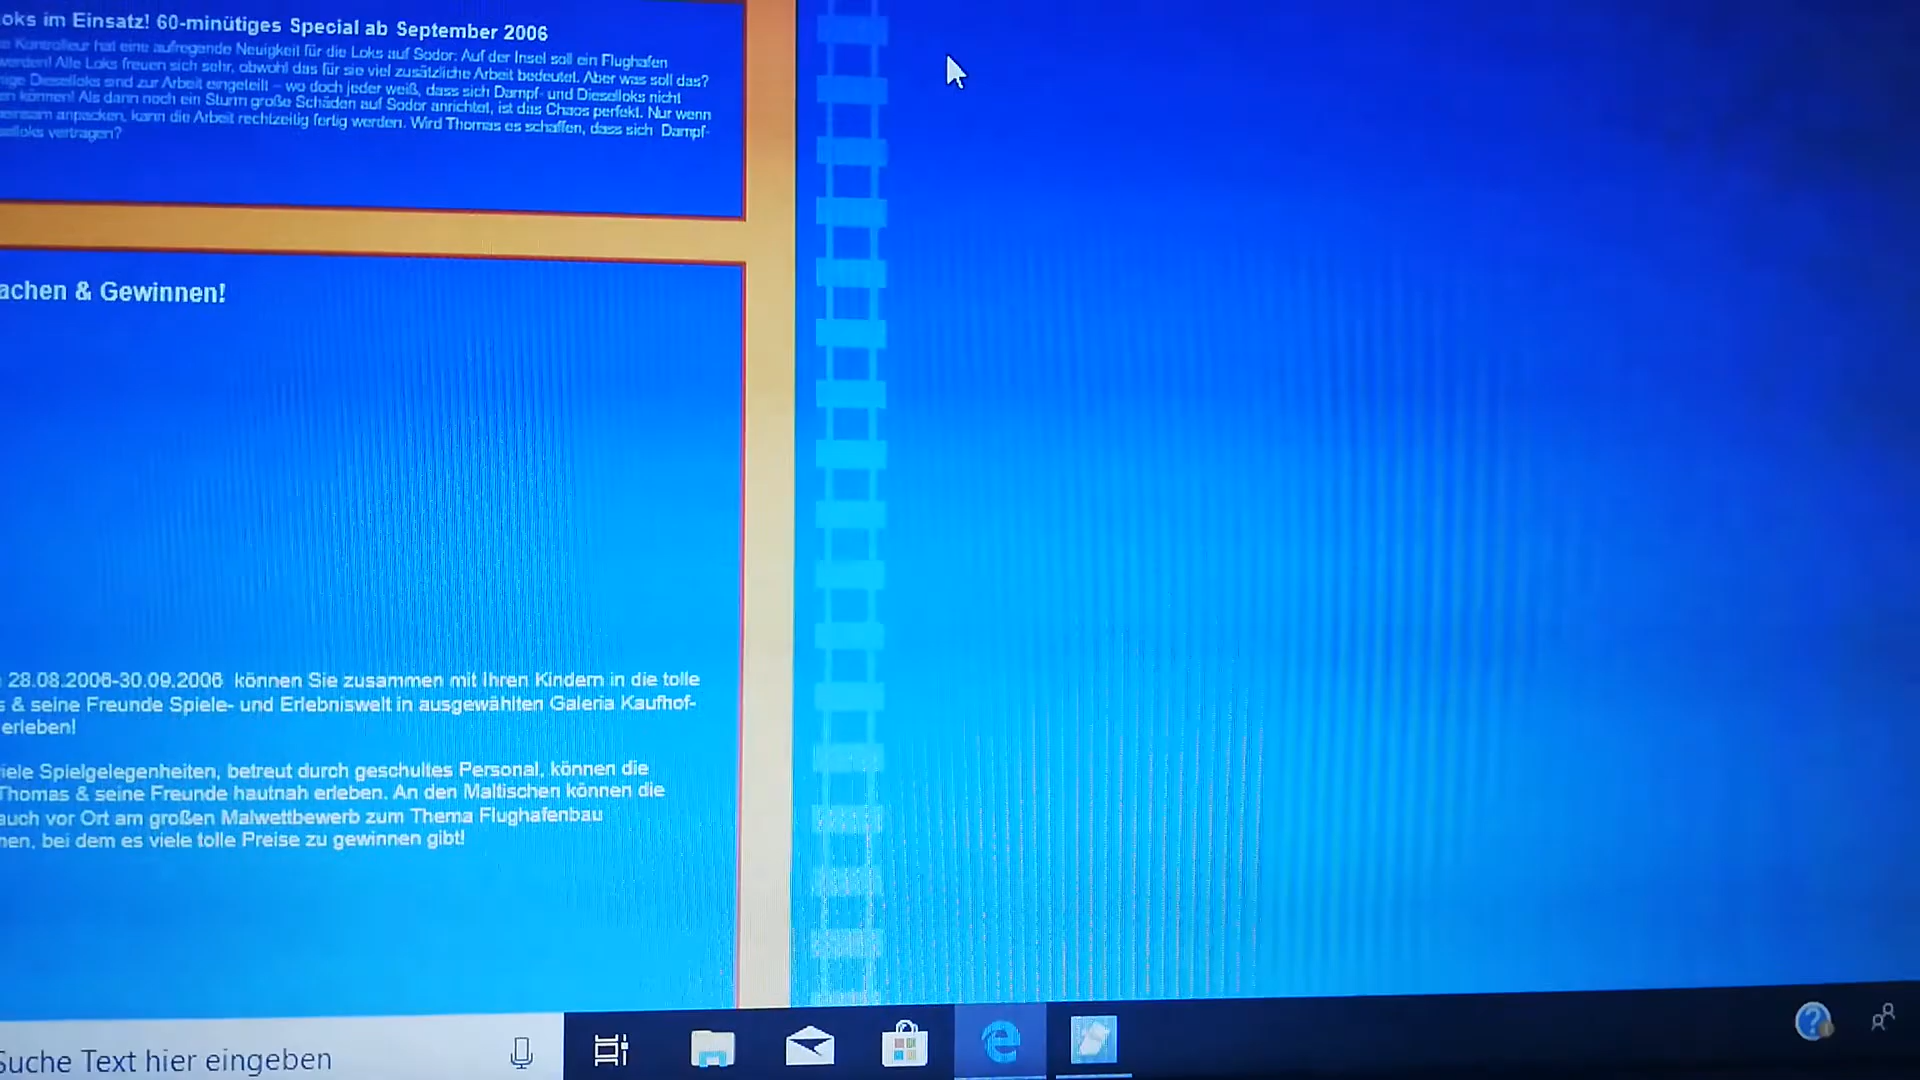 oks im Einsatz! 60-minütiges Special ab September 2006
e Kontrolleur hat eine aufregende Neuigkeit für die Loks auf Sodor: Auf der Insel soll ein Flughafen
werden! Alle Loks freuen sich sehr, obwohl das für sie viel zusätzliche Arbeit bedeutet. Aber was soll das?
nige Dieselloks sind zur Arbeit eingeteilt – wo doch jeder weiß, dass sich Dampf- und Dieselloks nicht
en können! Als dann noch ein Sturm große Schäden auf Sodor anrichtet, ist das Chaos perfekt. Nur wenn
einsam anpacken, kann die Arbeit rechtzeitig fertig werden. Wird Thomas es schaffen, dass sich Dampf-
selloks vertragen?
achen & Gewinnen!
28.08.2006-30.09.2006 können Sie zusammen mit Ihren Kindern in die tolle
s & seine Freunde Spiele- und Erlebniswelt in ausgewählten Galeria Kaufhof-
erleben!
iele Spielgelegenheiten, betreut durch geschultes Personal, können die
Thomas & seine Freunde hautnah erleben. An den Maltischen können die
auch vor Ort am großen Malwettbewerb zum Thema Flughafenbau
men, bei dem es viele tolle Preise zu gewinnen gibt!
Suche Text hier eingeben